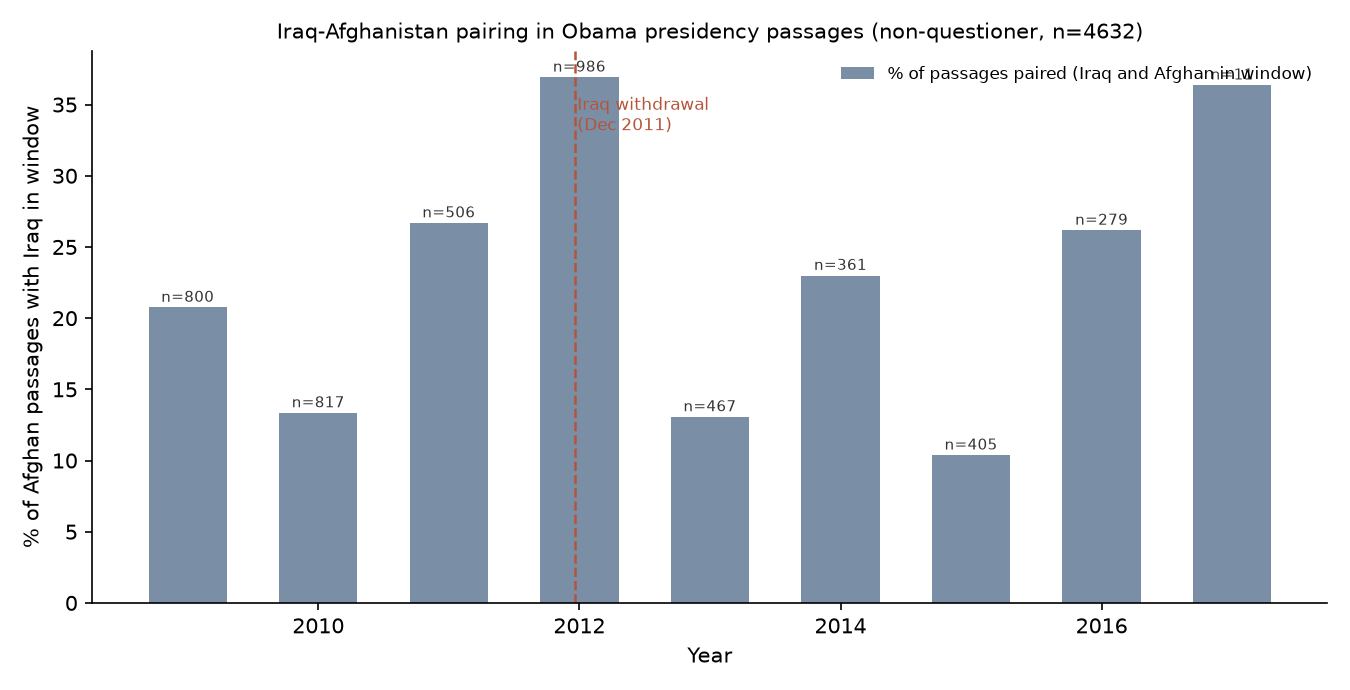 Iraq-Afghanistan pairing in Obama presidency passages (non-questioner, n=4632)
% of passages paired (Iraq and Afghan in window)
% of Afghan passages with Iraq in window
35
30
25
20
15
10
5
0
n=800
n=817
n=506
n=986
n=467
n=361
n=405
n=279
n=11
Iraq withdrawal
(Dec 2011)
2010
2012
2014
2016
Year